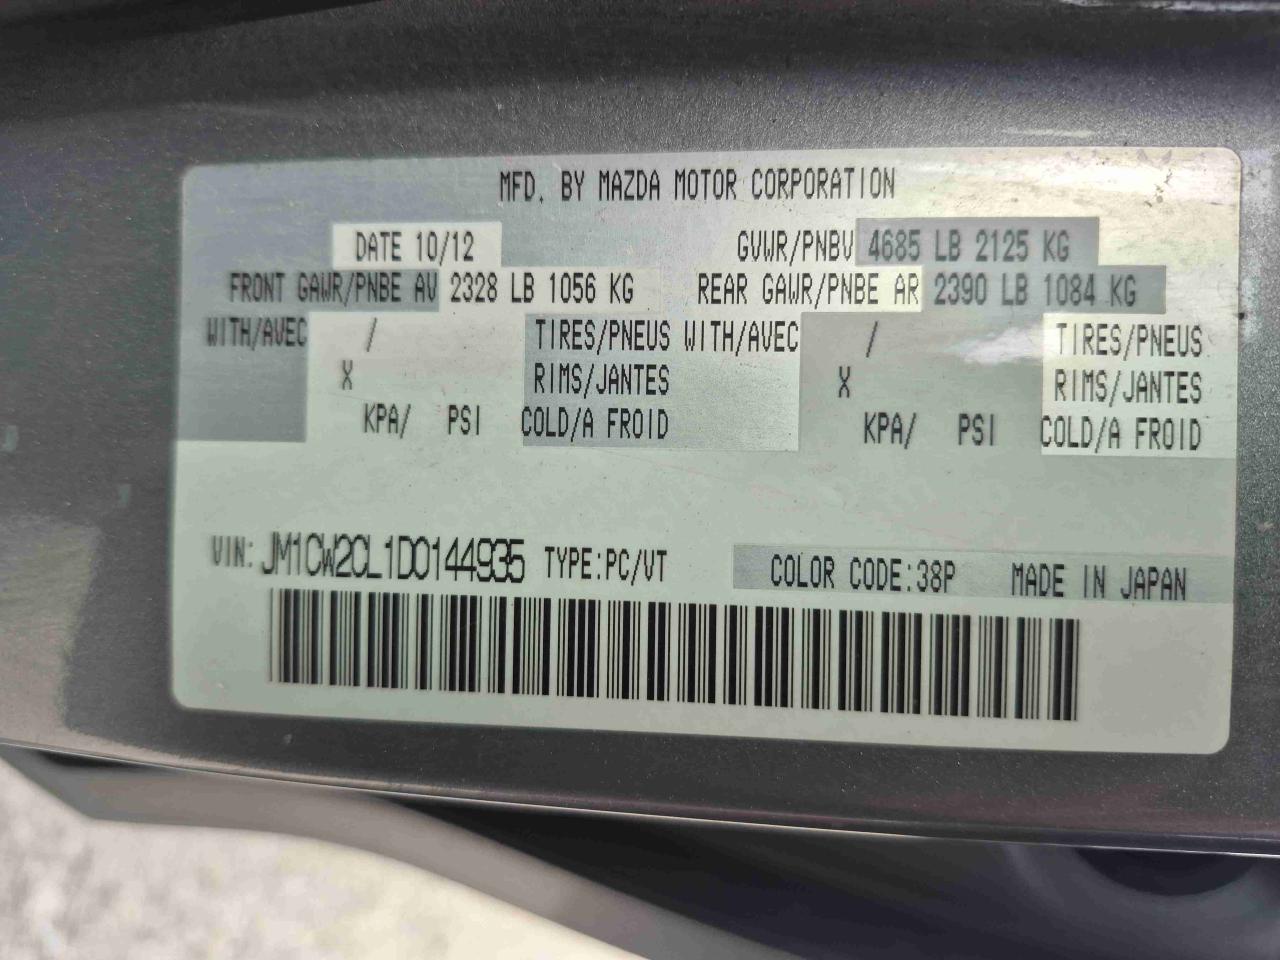 MFD. BY MAZDA MOTOR CORPORATION
DATE 10/12 GVWR/PNBV 4685 LB 2125 KG
FRONT GAWR/PNBE AV 2328 LB 1056 KG REAR GAWR/PNBE AR 2390 LB 1084 KG
WITH/AVEC / TIRES/PNEUS WITH/AVEC / TIRES/PNEUS
X RIMS/JANTES X RIMS/JANTES
KPA/ PSI COLD/A FROID KPA/ PSI COLD/A FROID
VIN: JM1CW2CL1D0144935 TYPE:PC/VT COLOR CODE:38P MADE IN JAPAN